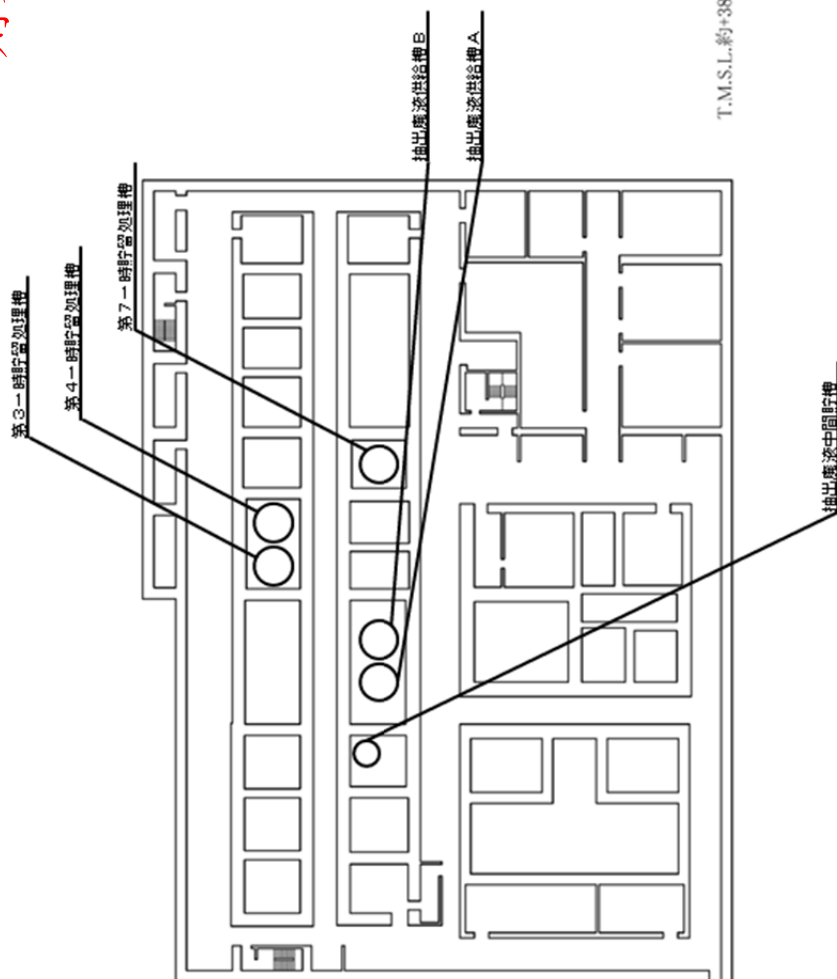 第3一時貯留処理槽
第4一時貯留処理槽
第7一時貯留処理槽
抽出廃液供給槽B
抽出廃液供給槽A
抽出廃液中間貯槽
T.M.S.L.約+38